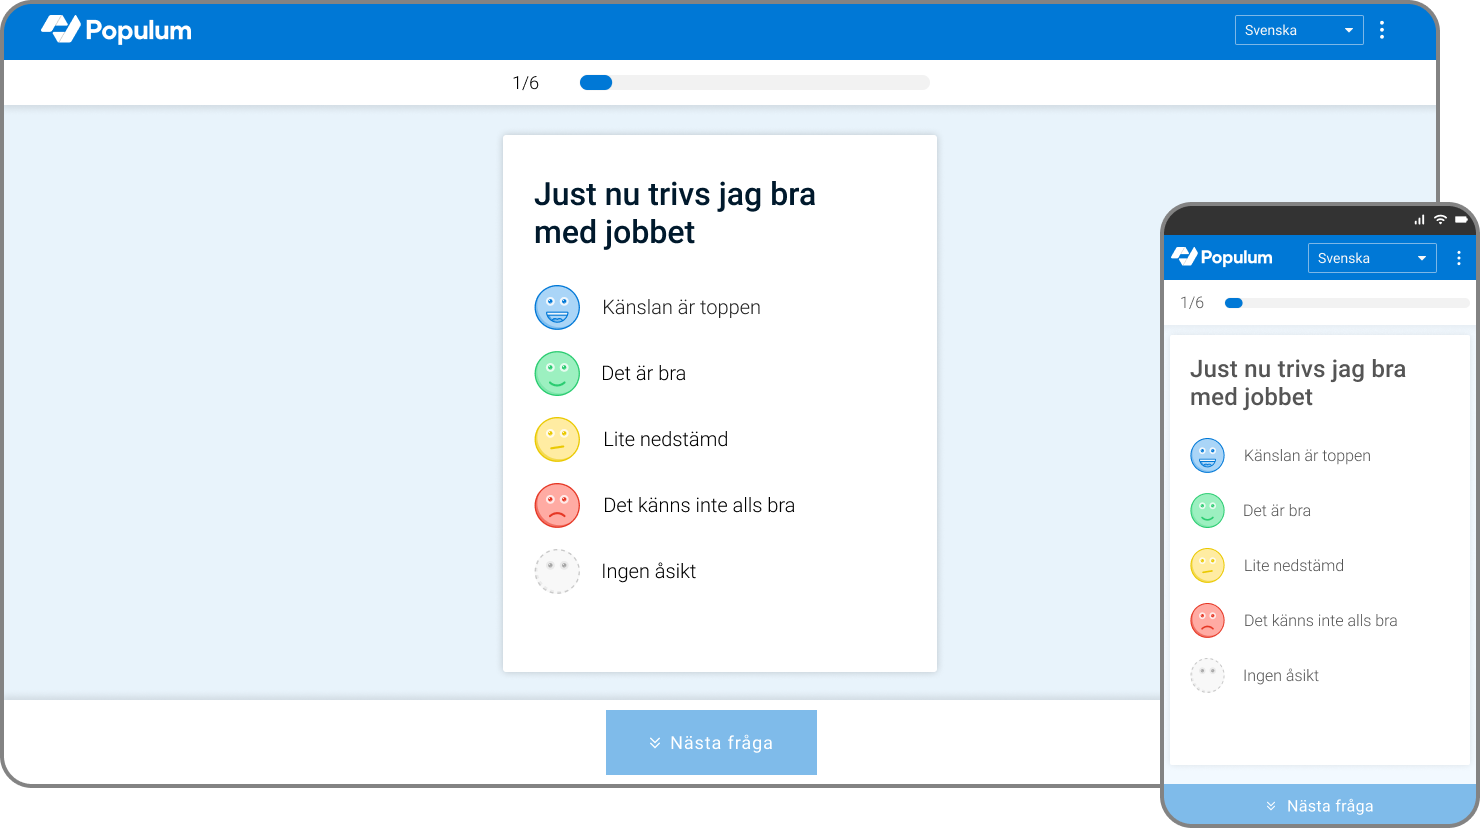 Populum
Svenska
1/6
Just nu trivs jag bra
med jobbet
Känslan är toppen
Det är bra
Lite nedstämd
Det känns inte alls bra
Ingen åsikt
Nästa fråga
Populum
Svenska
1/6
Just nu trivs jag bra
med jobbet
Känslan är toppen
Det är bra
Lite nedstämd
Det känns inte alls bra
Ingen åsikt
Nästa fråga